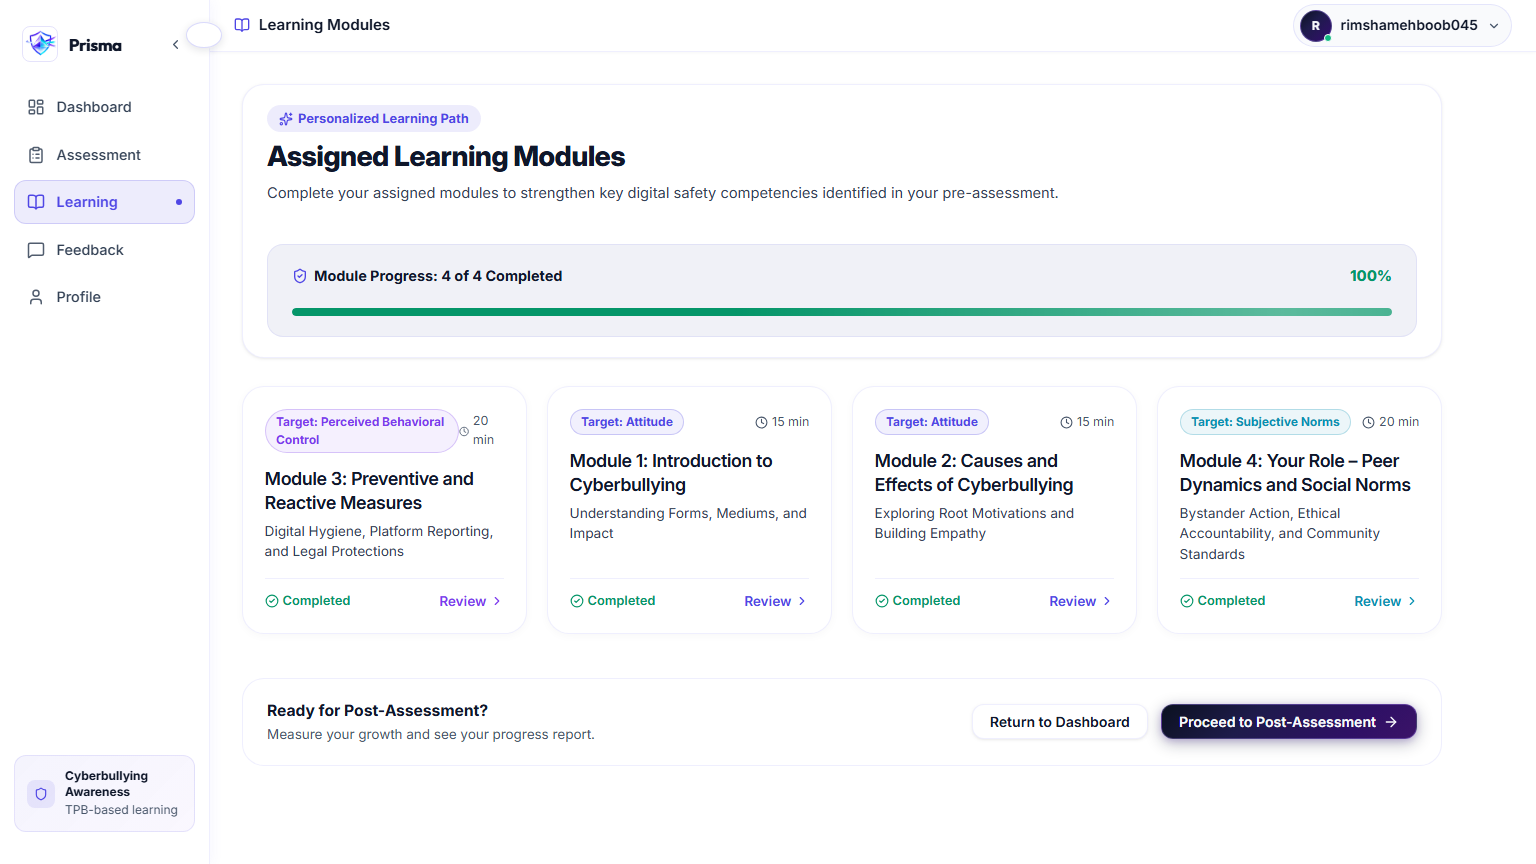 Prisma
Dashboard
Assessment
Learning
Feedback
Profile
Cyberbullying
Awareness
TPB-based learning
Learning Modules
R
rimshamehboob045
Personalized Learning Path
Assigned Learning Modules
Complete your assigned modules to strengthen key digital safety competencies identified in your pre-assessment.
Module Progress: 4 of 4 Completed
100%
Target: Perceived Behavioral
Control
20
min
Module 3: Preventive and
Reactive Measures
Digital Hygiene, Platform Reporting,
and Legal Protections
Completed
Review
Target: Attitude
15 min
Module 1: Introduction to
Cyberbullying
Understanding Forms, Mediums, and
Impact
Completed
Review
Target: Attitude
15 min
Module 2: Causes and
Effects of Cyberbullying
Exploring Root Motivations and
Building Empathy
Completed
Review
Target: Subjective Norms
20 min
Module 4: Your Role – Peer
Dynamics and Social Norms
Bystander Action, Ethical
Accountability, and Community
Standards
Completed
Review
Ready for Post-Assessment?
Measure your growth and see your progress report.
Return to Dashboard
Proceed to Post-Assessment